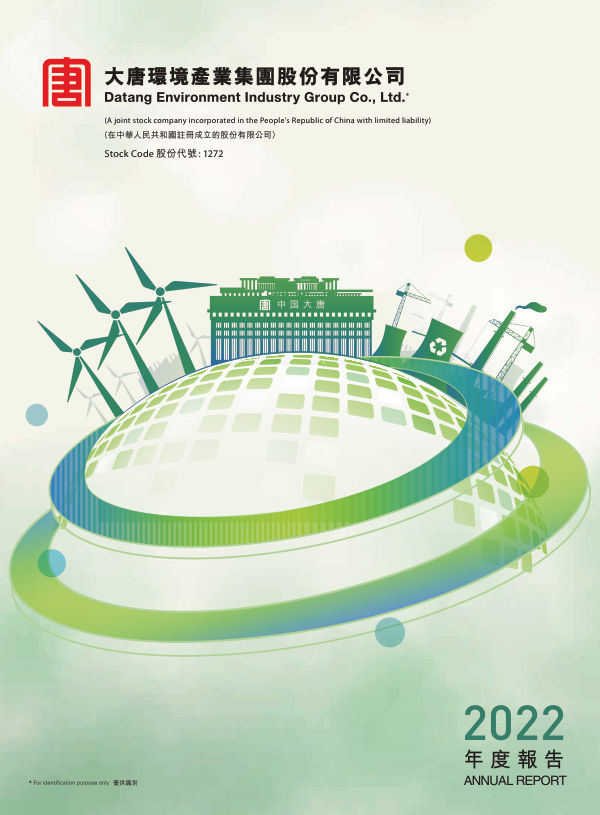 唐
大唐環境產業集團股份有限公司
Datang Environment Industry Group Co., Ltd.*
(A joint stock company incorporated in the People's Republic of China with limited liability)
(在中華人民共和國註冊成立的股份有限公司)
Stock Code 股份代號 : 1272
唐 中国大唐
2022
年度報告
ANNUAL REPORT
* For identification purpose only 僅供識別